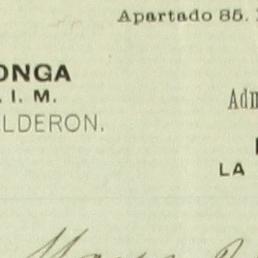 Apartado 85.
ONGA
. I. M.
LDERON.
Adm
LA